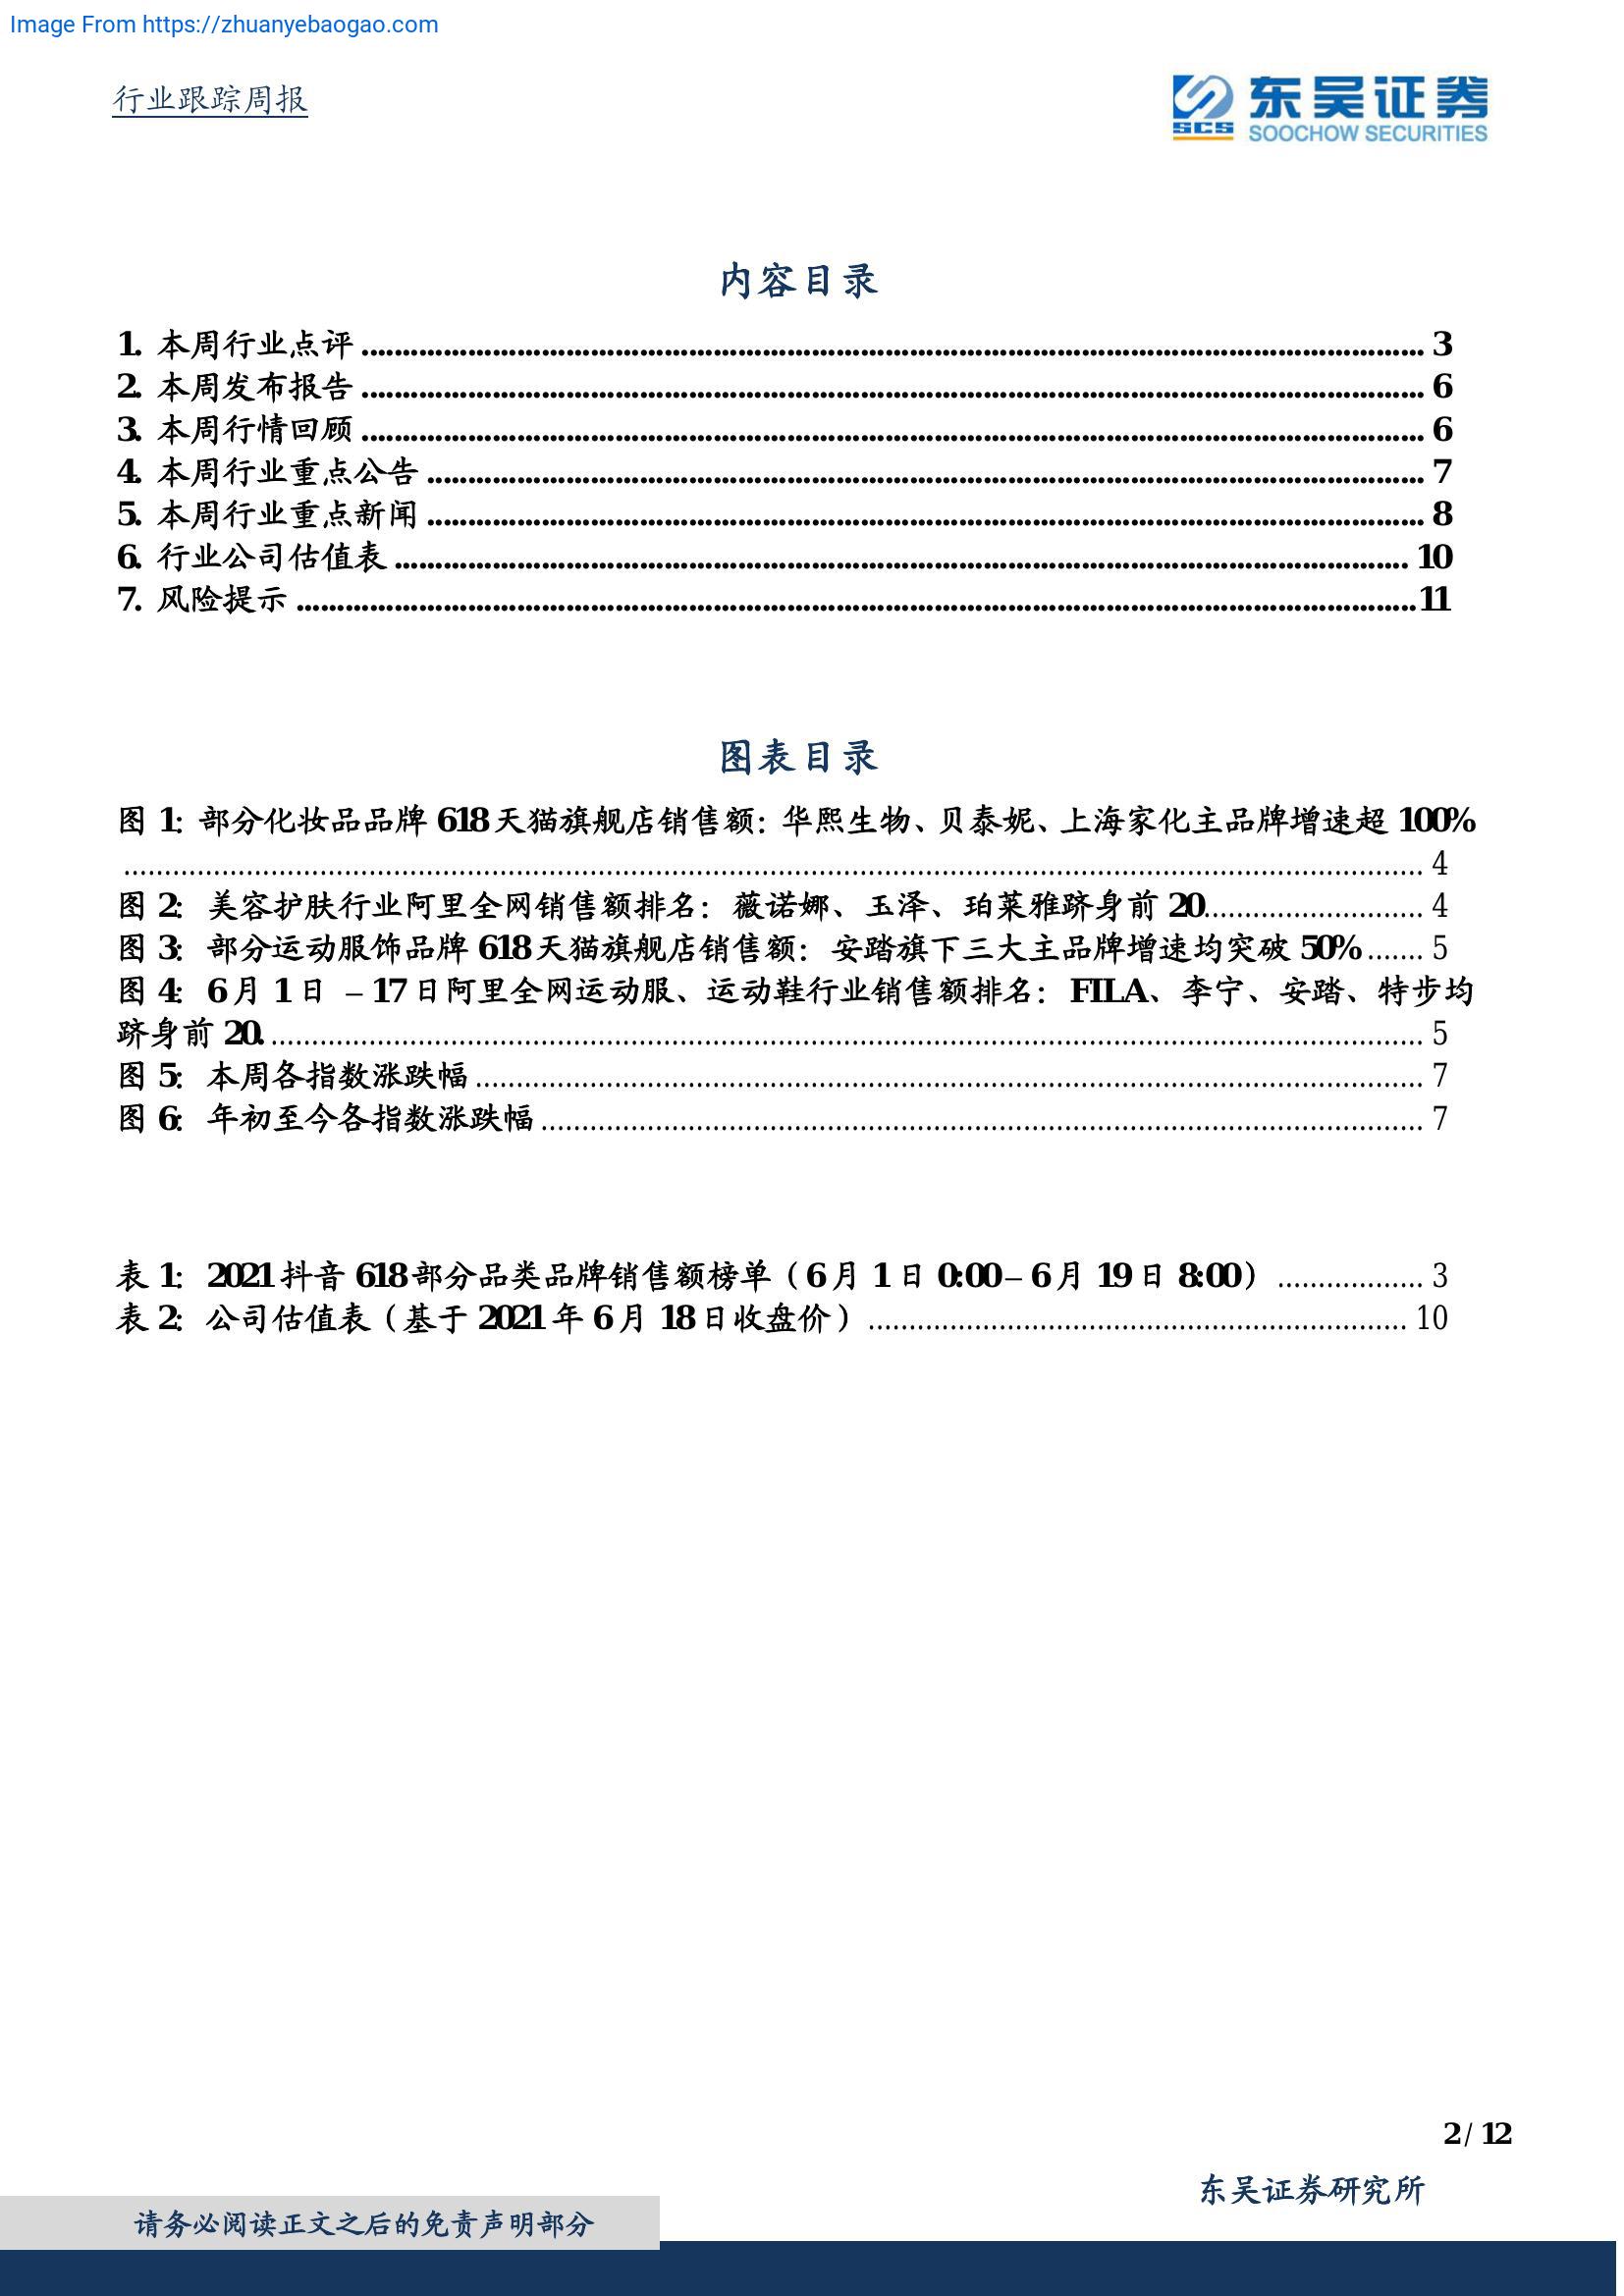 Image From https://zhuanyebaogao.com
行业跟踪周报
东吴证券
SCS
SOOCHOW SECURITIES
内容目录
1. 本周行业点评 ........................................ 3
2. 本周发布报告 ........................................ 6
3. 本周行情回顾 ........................................ 6
4. 本周行业重点公告 ........................................ 7
5. 本周行业重点新闻 ........................................ 8
6. 行业公司估值表 ........................................ 10
7. 风险提示 ........................................ 11
图表目录
图 1: 部分化妆品品牌 618 天猫旗舰店销售额：华熙生物、贝泰妮、上海家化主品牌增速超 100%
........................................ 4
图 2: 美容护肤行业阿里全网销售额排名：薇诺娜、玉泽、珀莱雅跻身前 20........................... 4
图 3: 部分运动服饰品牌 618 天猫旗舰店销售额：安踏旗下三大主品牌增速均突破 50% ....... 5
图 4: 6 月 1 日 – 17 日阿里全网运动服、运动鞋行业销售额排名：FILA、李宁、安踏、特步均
跻身前 20. ........................................ 5
图 5: 本周各指数涨跌幅 ........................................ 7
图 6: 年初至今各指数涨跌幅 ........................................ 7
表 1: 2021 抖音 618 部分品类品牌销售额榜单（6 月 1 日 0:00 – 6 月 19 日 8:00） .................. 3
表 2: 公司估值表（基于 2021 年 6 月 18 日收盘价） ........................................ 10
2 / 12
东吴证券研究所
请务必阅读正文之后的免责声明部分